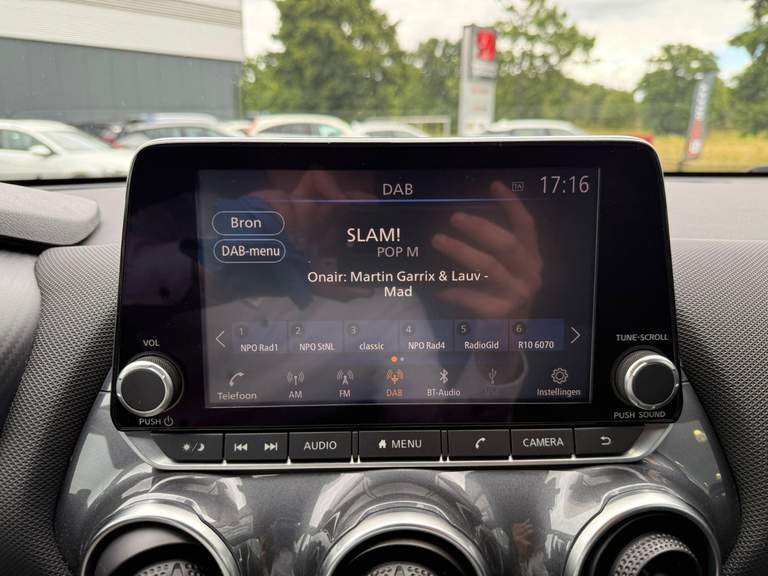 DAB
TA
17:16
Bron
DAB-menu
SLAM!
POP M
Onair: Martin Garrix & Lauv -
Mad
1 2 3 4 5 6
NPO Rad1 NPO StNL classic NPO Rad4 RadioGld R10 6070
Telefoon AM FM DAB BT-Audio Instellingen
VOL
PUSH
TUNE-SCROLL
PUSH SOUND
AUDIO MENU CAMERA